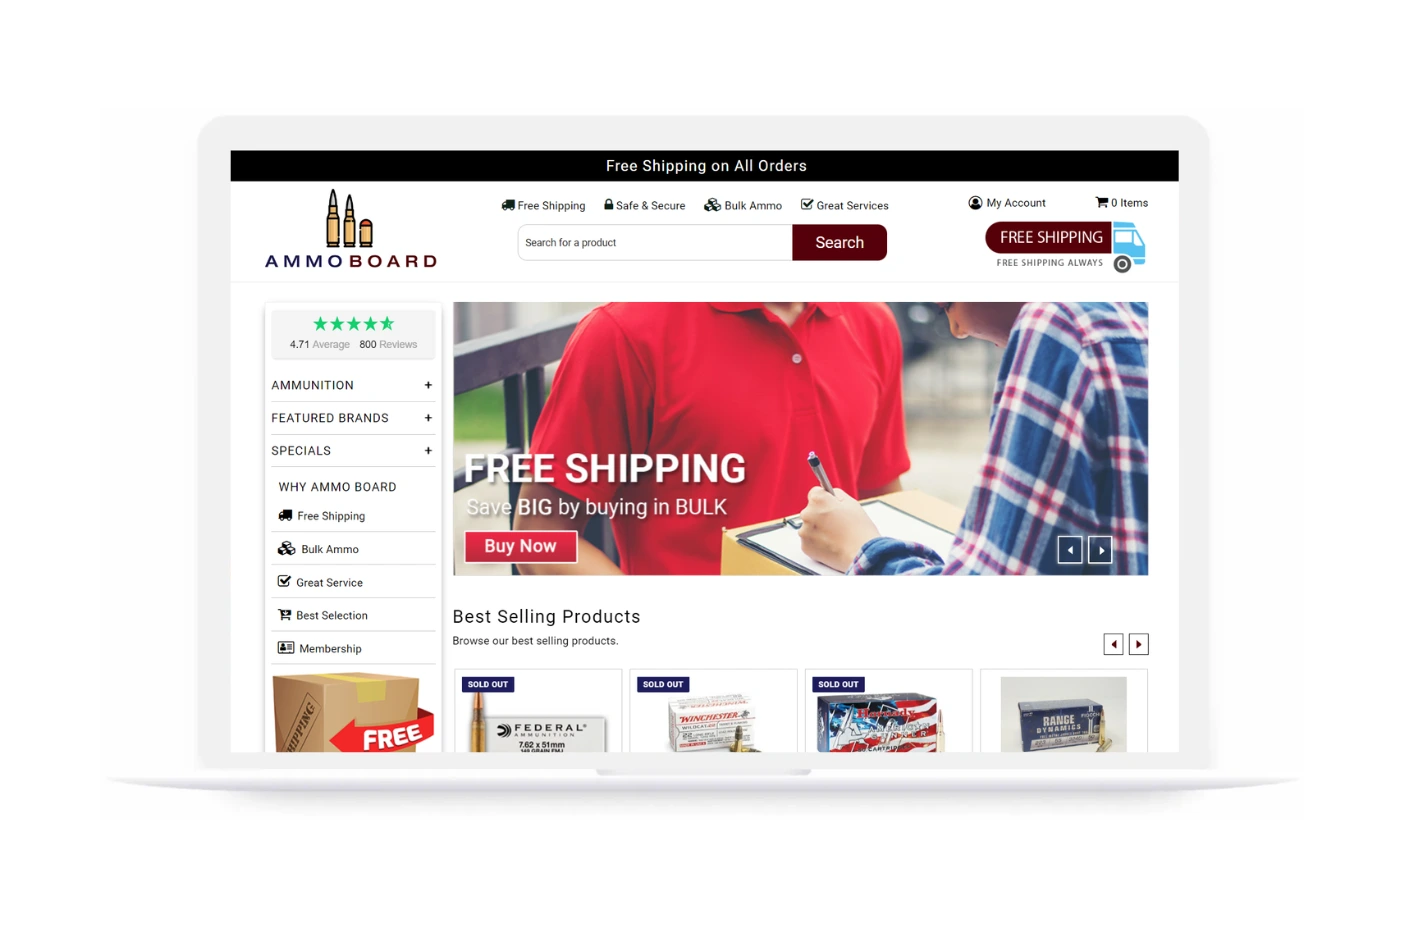 Free Shipping on All Orders
Free Shipping
Safe & Secure
Bulk Ammo
Great Services
My Account
0 Items
AMMOBOARD
Search for a product
Search
FREE SHIPPING
FREE SHIPPING ALWAYS
4.71 Average 800 Reviews
AMMUNITION +
FEATURED BRANDS +
SPECIALS +
WHY AMMO BOARD
Free Shipping
Bulk Ammo
Great Service
Best Selection
Membership
FREE
FREE SHIPPING
Save BIG by buying in BULK
Buy Now
Best Selling Products
Browse our best selling products.
SOLD OUT
FEDERAL
AMMUNITION
7.62 x 51mm
SOLD OUT
WINCHESTER
WILDCAT
SOLD OUT
Hornady
RANGE
DYNAMICS
FIOCCHI